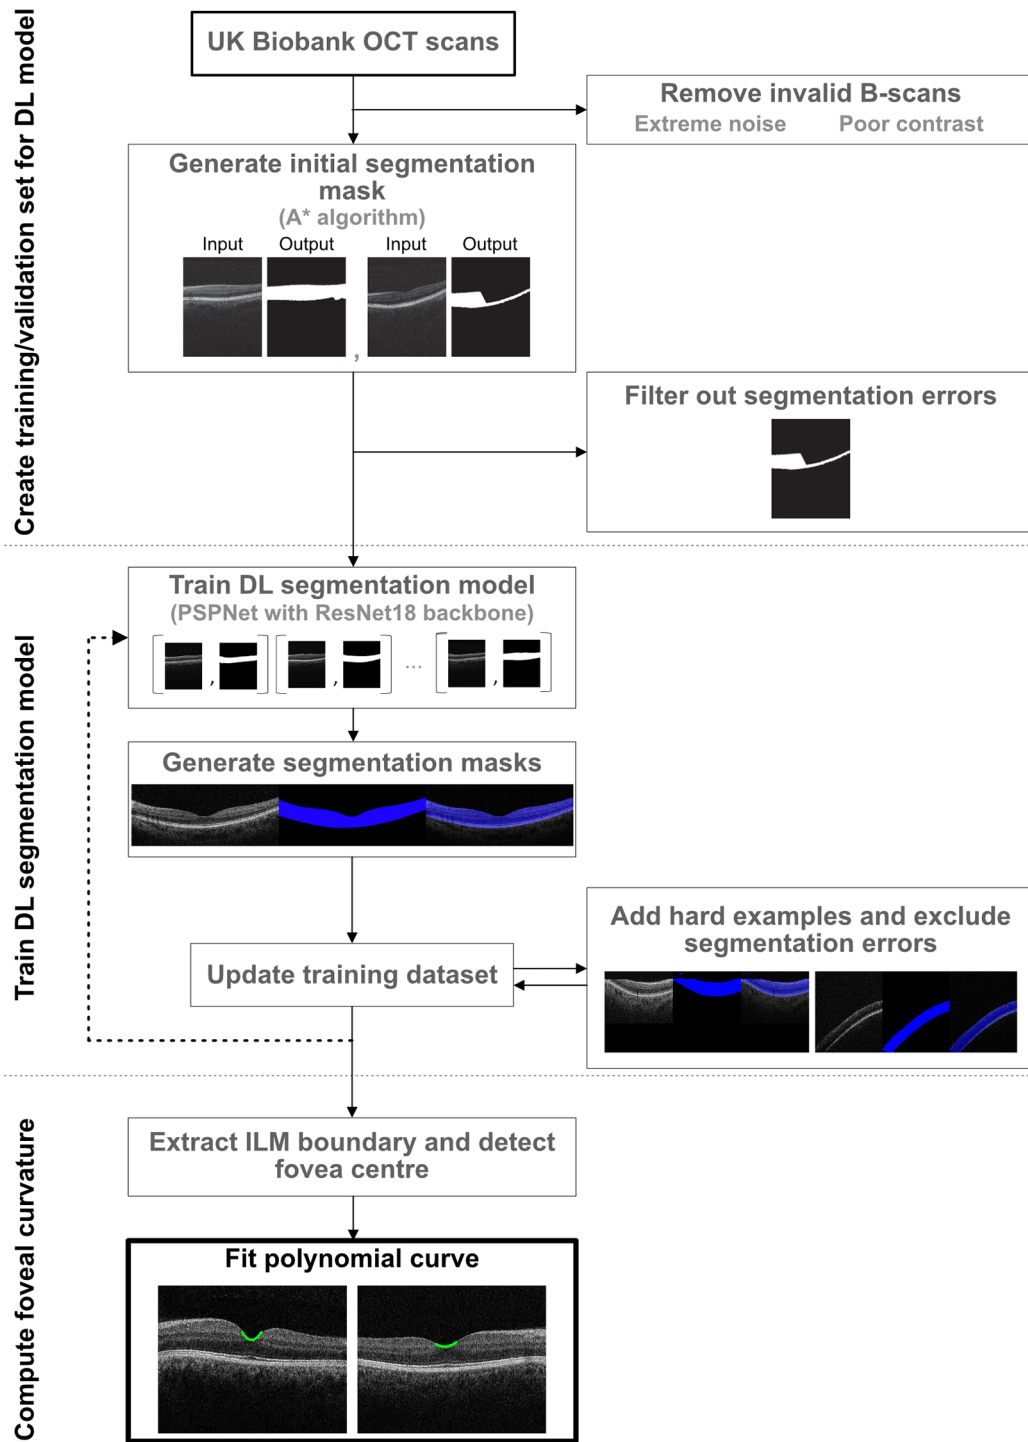 Create training/validation set for DL model
UK Biobank OCT scans
Remove invalid B-scans
Extreme noise Poor contrast
Generate initial segmentation
mask
(A* algorithm)
Input Output Input Output
,
Filter out segmentation errors
Train DL segmentation model
Train DL segmentation model
(PSPNet with ResNet18 backbone)
, , ... ,
Generate segmentation masks
Add hard examples and exclude
segmentation errors
Update training dataset
Compute foveal curvature
Extract ILM boundary and detect
fovea centre
Fit polynomial curve